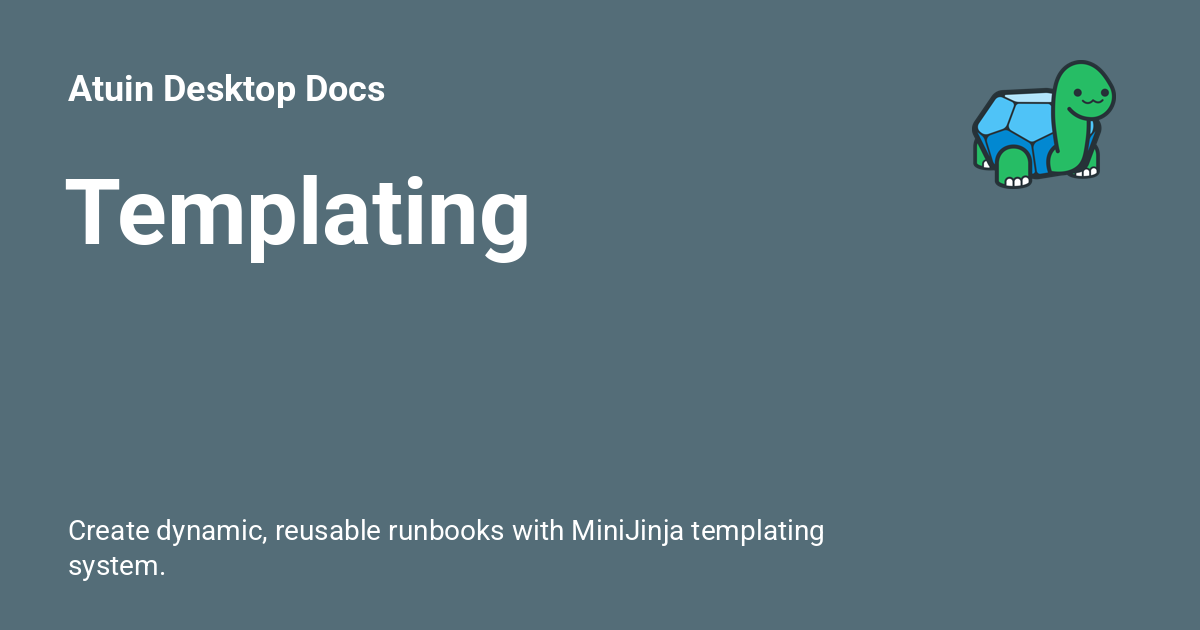 Atuin Desktop Docs
Templating
Create dynamic, reusable runbooks with MiniJinja templating
system.